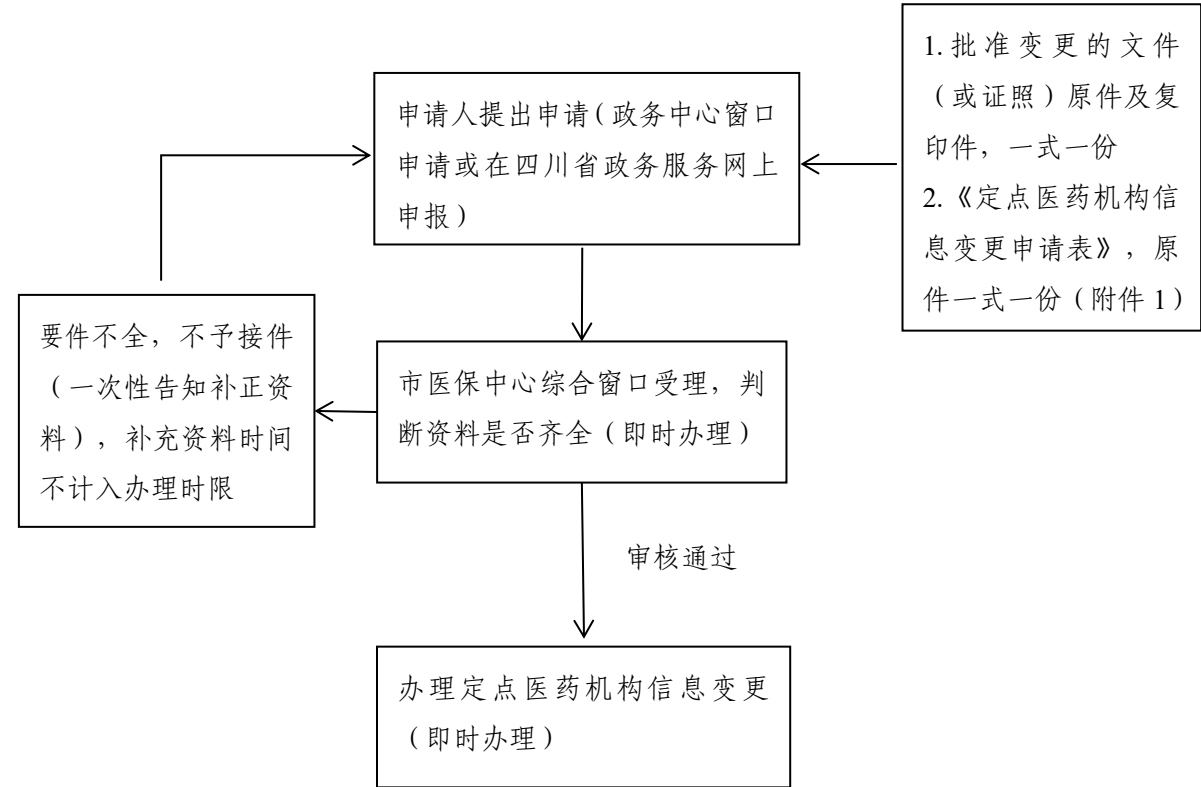 1.批准变更的文件
（或证照）原件及复
印件，一式一份
2.《定点医药机构信
息变更申请表》，原
件一式一份（附件 1）
申请人提出申请（政务中心窗口
申请或在四川省政务服务网上
申报）
要件不全，不予接件
（一次性告知补正资
料），补充资料时间
不计入办理时限
市医保中心综合窗口受理，判
断资料是否齐全（即时办理）
审核通过
办理定点医药机构信息变更
（即时办理）